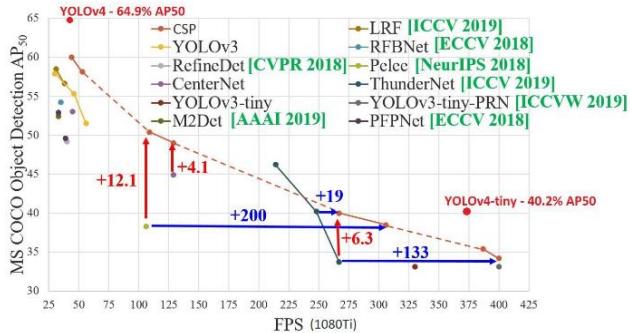 YOLOv4 - 64.9% AP50
CSP
LRF [ICCV 2019]
YOLOv3
RFBNet [ECCV 2018]
RefineDet [CVPR 2018]
Pelee [NeurIPS 2018]
CenterNet
ThunderNet [ICCV 2019]
YOLOv3-tiny
YOLOv3-tiny-PRN [ICCVW 2019]
M2Det [AAAI 2019]
PFPNet [ECCV 2018]
MS COCO Object Detection AP50
65
60
55
50
45
40
35
30
+12.1
+4.1
+19
YOLOv4-tiny - 40.2% AP50
+200
+6.3
+133
25 50 75 100 125 150 175 200 225 250 275 300 325 350 375 400 425
FPS (1080Ti)